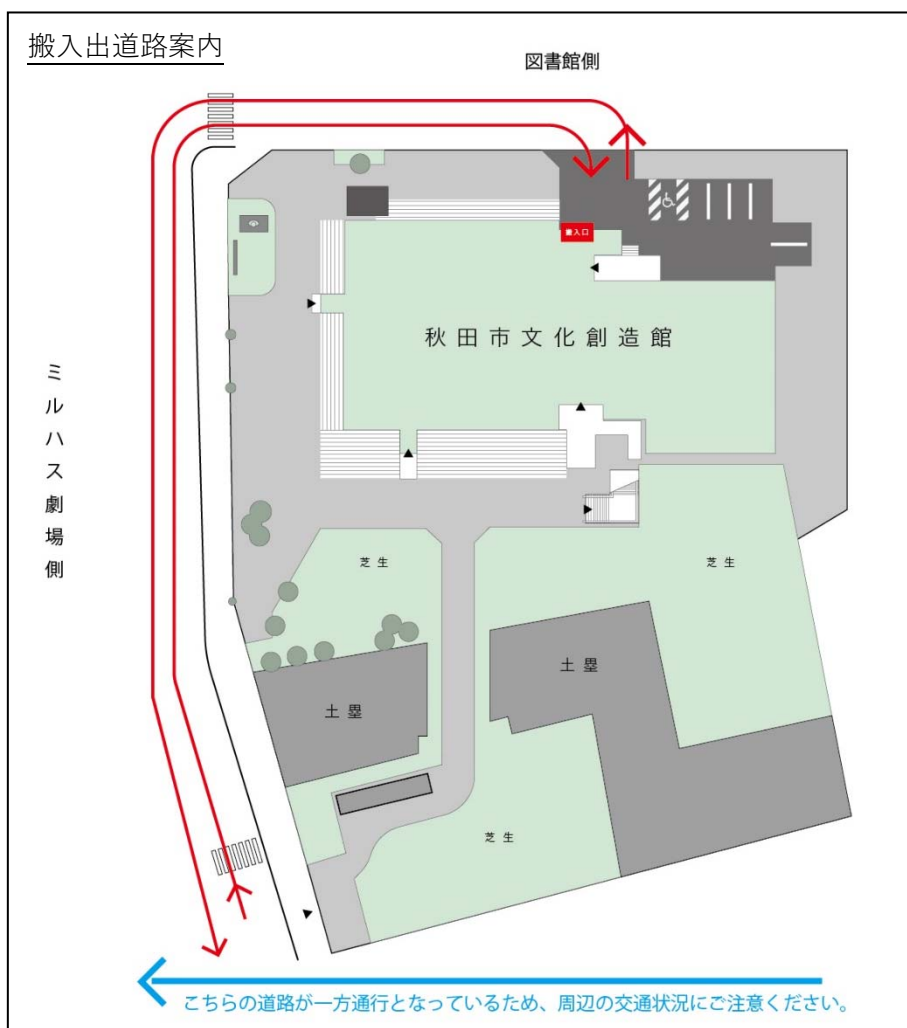 搬入出道路案内
図書館側
搬入口
秋田市文化創造館
ミルハス劇場側
芝生
芝生
土塁
土塁
芝生
こちらの道路が一方通行となっているため、周辺の交通状況にご注意ください。